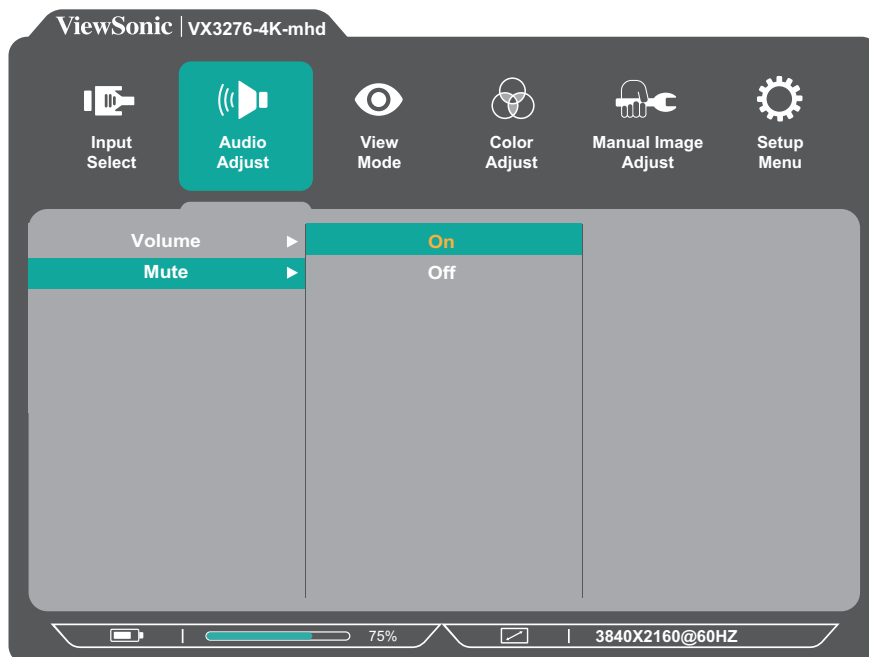 ViewSonic | VX3276-4K-mhd
Input
Select
Audio
Adjust
View
Mode
Color
Adjust
Manual Image
Adjust
Setup
Menu
Volume
On
Mute
Off
75%
3840X2160@60HZ